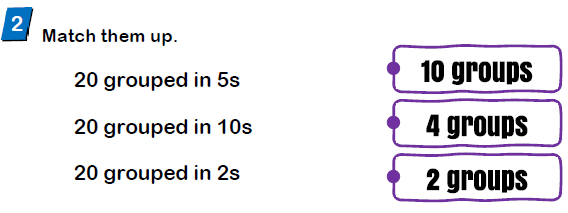 2
Match them up.
20 grouped in 5s
10 groups
20 grouped in 10s
4 groups
20 grouped in 2s
2 groups